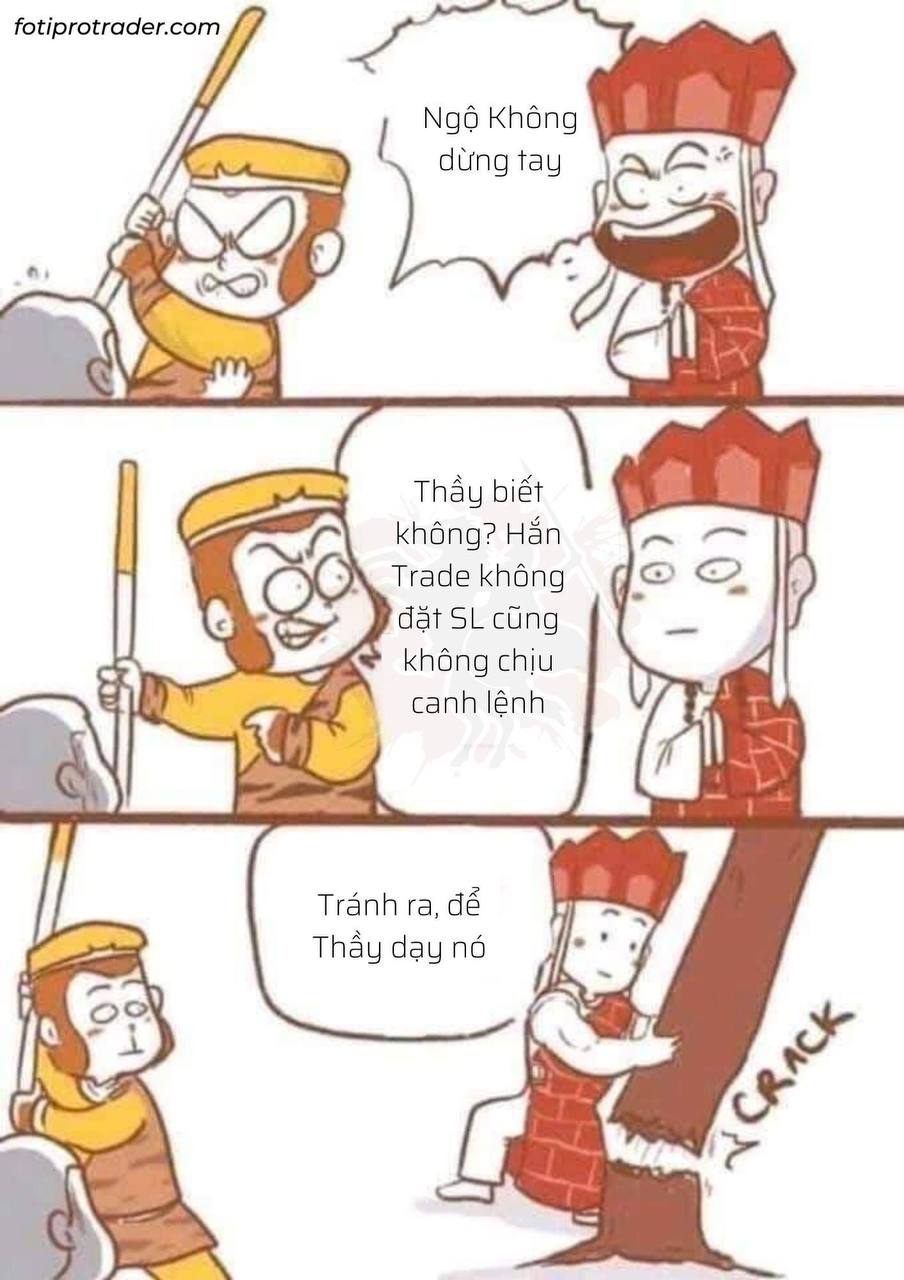 fotiprotrader.com
Ngộ Không
dừng tay
Thầy biết
không? Hắn
Trade không
đặt SL cũng
không chịu
canh lệnh
Tránh ra, để
Thầy dạy nó
CRACK